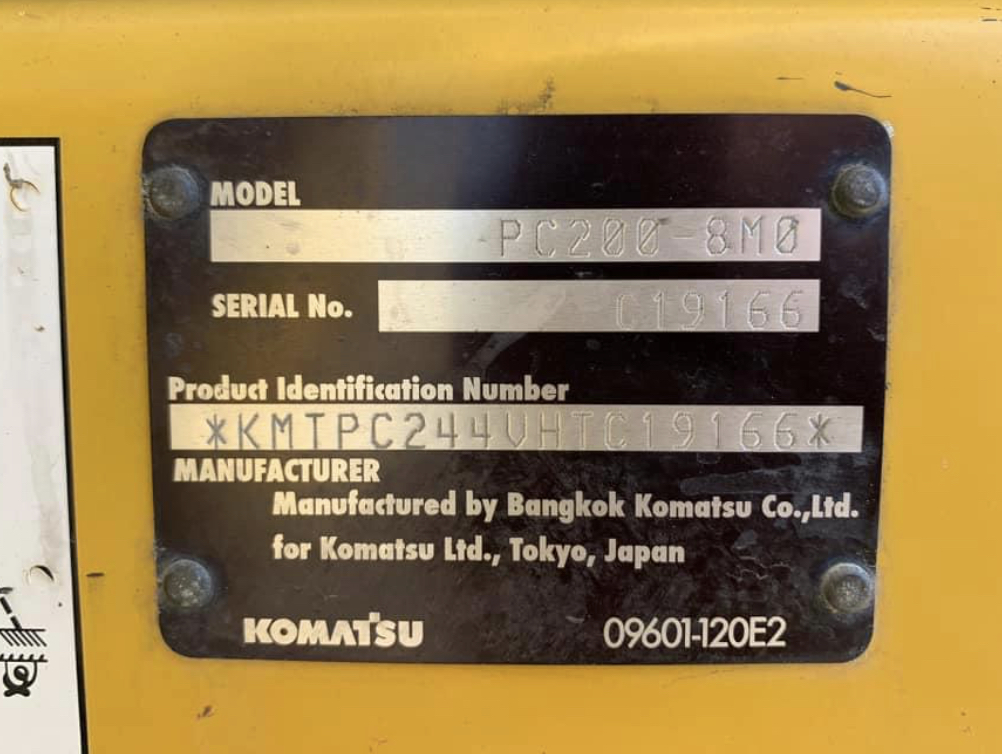 MODEL
PC200-8M0
SERIAL No.
C19166
Product Identification Number
*KMTPC244VHTC19166*
MANUFACTURER
Manufactured by Bangkok Komatsu Co.,Ltd.
for Komatsu Ltd., Tokyo, Japan
KOMATSU
09601-120E2